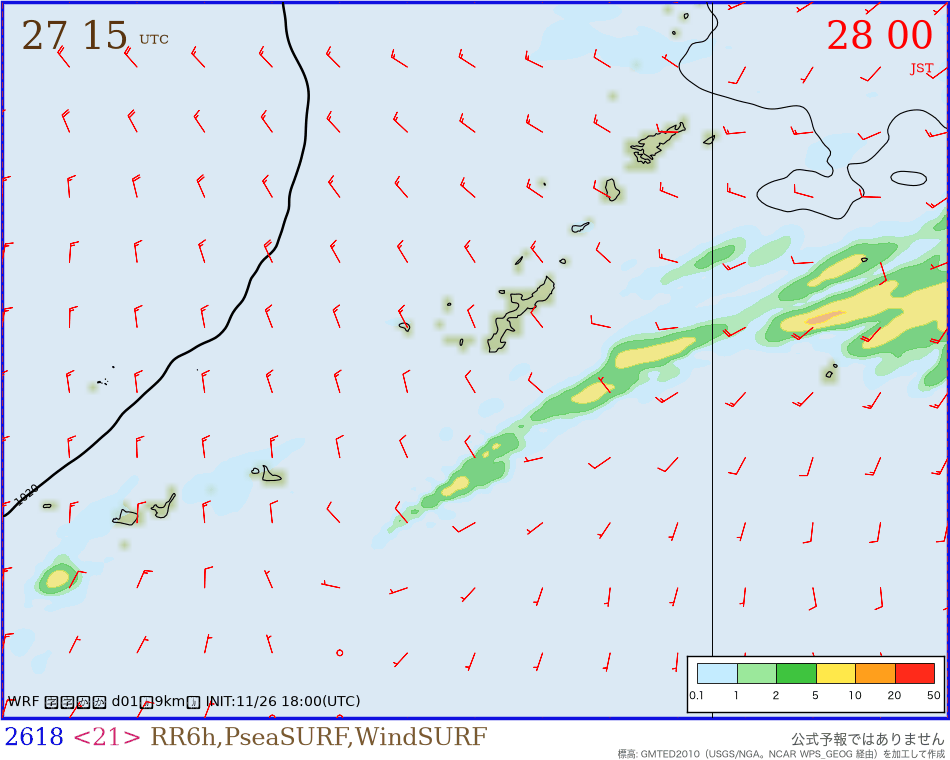 27 15 UTC
28 00
JST
1020
WRF d01 9km INIT:11/26 18:00(UTC)
0.1 1 2 5 10 20 50
2618 <21> RR6h,PseaSURF,WindSURF
公式予報ではありません
標高: GMTED2010（USGS/NGA。NCAR WPS_GEOG 経由）を加工して作成